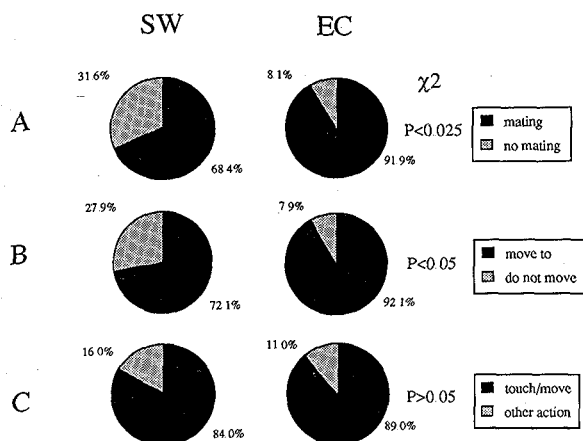 SW EC
31 6% 8 1% χ2
A P<0.025 mating
no mating
68 4% 91 9%
27.9% 7 9%
B P<0.05 move to
do not move
72 1% 92 1%
16 0% 11 0%
C P>0.05 touch/move
other action
84.0% 89.0%